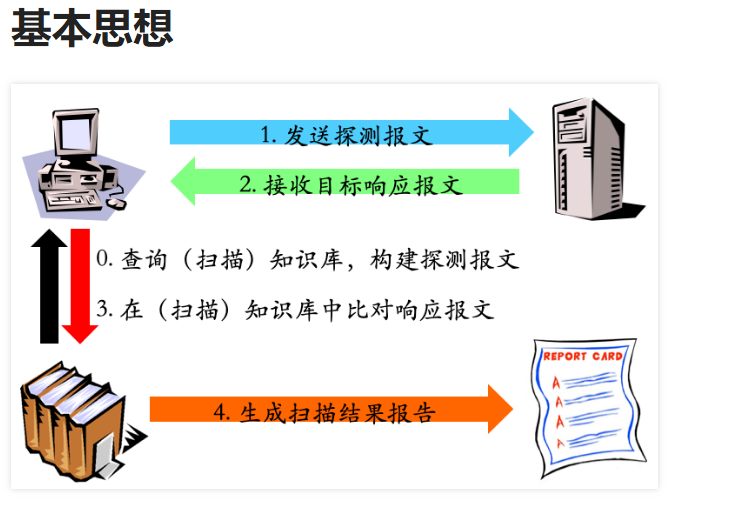 基本思想
1. 发送探测报文
2. 接收目标响应报文
0. 查询（扫描）知识库，构建探测报文
3. 在（扫描）知识库中比对响应报文
REPORT CARD
A
A
A
A
4. 生成扫描结果报告